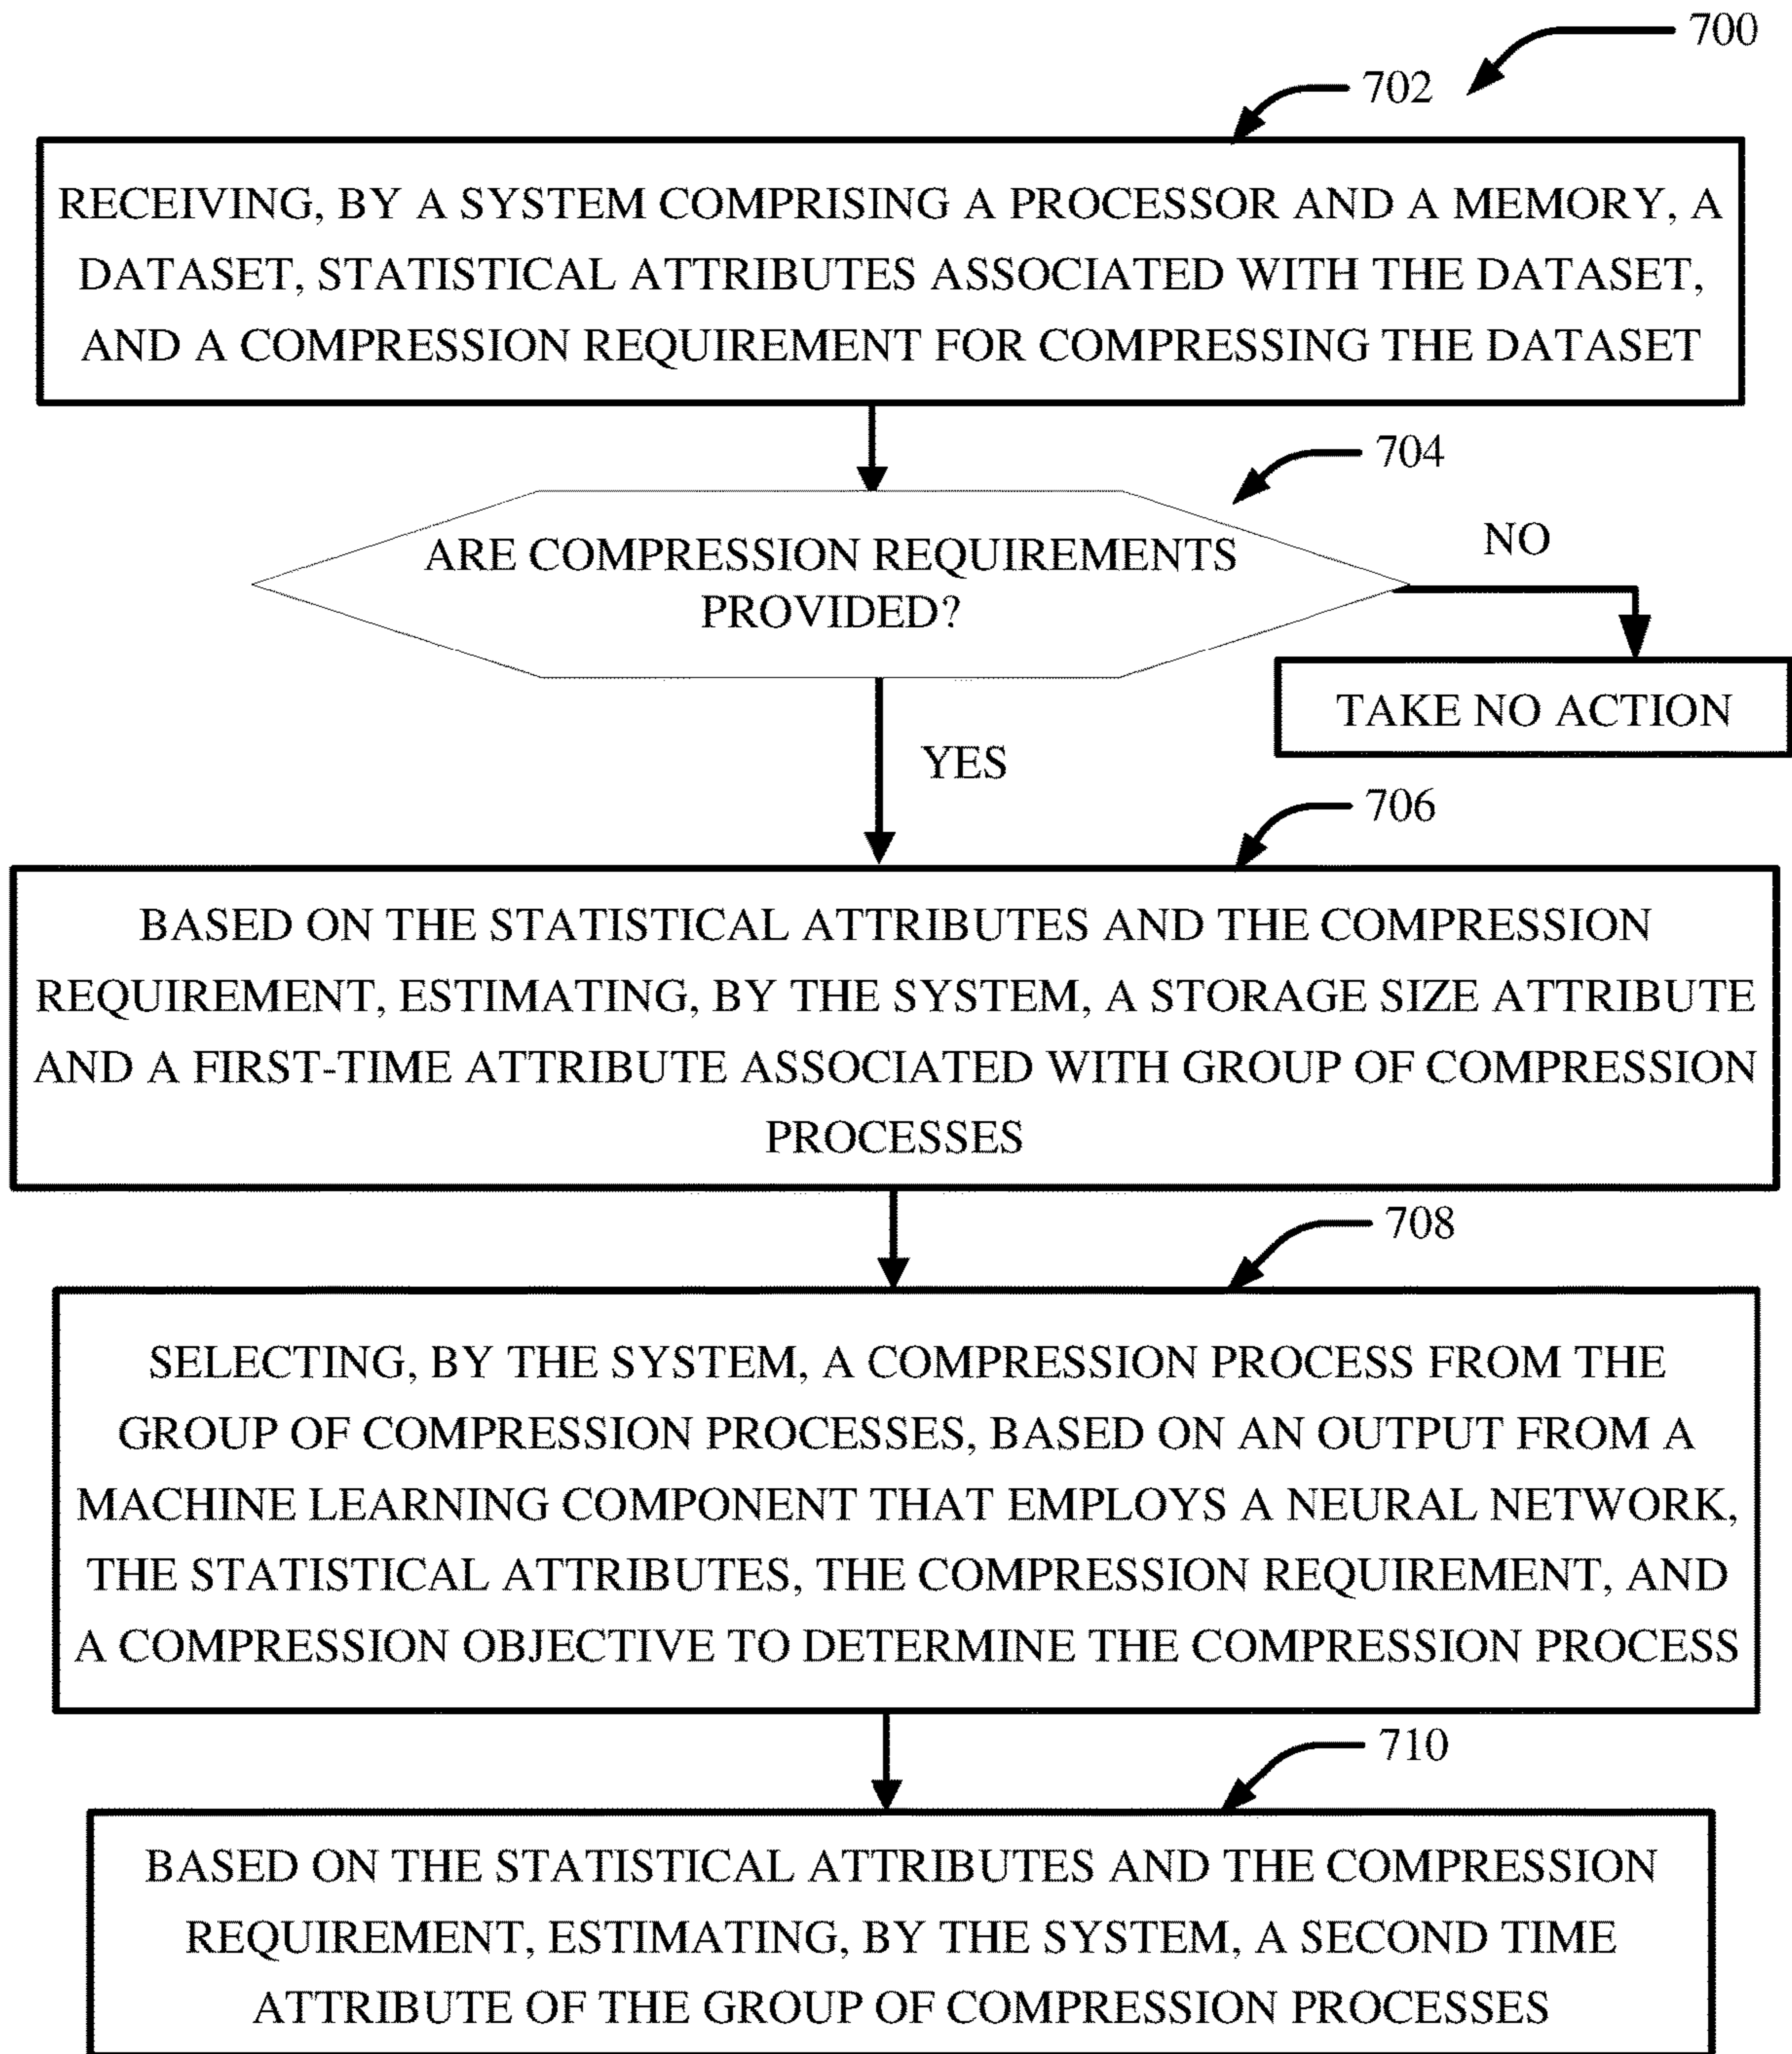 700
702
RECEIVING, BY A SYSTEM COMPRISING A PROCESSOR AND A MEMORY, A
DATASET, STATISTICAL ATTRIBUTES ASSOCIATED WITH THE DATASET,
AND A COMPRESSION REQUIREMENT FOR COMPRESSING THE DATASET
704
ARE COMPRESSION REQUIREMENTS
PROVIDED?
NO
TAKE NO ACTION
YES
706
BASED ON THE STATISTICAL ATTRIBUTES AND THE COMPRESSION
REQUIREMENT, ESTIMATING, BY THE SYSTEM, A STORAGE SIZE ATTRIBUTE
AND A FIRST-TIME ATTRIBUTE ASSOCIATED WITH GROUP OF COMPRESSION
PROCESSES
708
SELECTING, BY THE SYSTEM, A COMPRESSION PROCESS FROM THE
GROUP OF COMPRESSION PROCESSES, BASED ON AN OUTPUT FROM A
MACHINE LEARNING COMPONENT THAT EMPLOYS A NEURAL NETWORK,
THE STATISTICAL ATTRIBUTES, THE COMPRESSION REQUIREMENT, AND
A COMPRESSION OBJECTIVE TO DETERMINE THE COMPRESSION PROCESS
710
BASED ON THE STATISTICAL ATTRIBUTES AND THE COMPRESSION
REQUIREMENT, ESTIMATING, BY THE SYSTEM, A SECOND TIME
ATTRIBUTE OF THE GROUP OF COMPRESSION PROCESSES